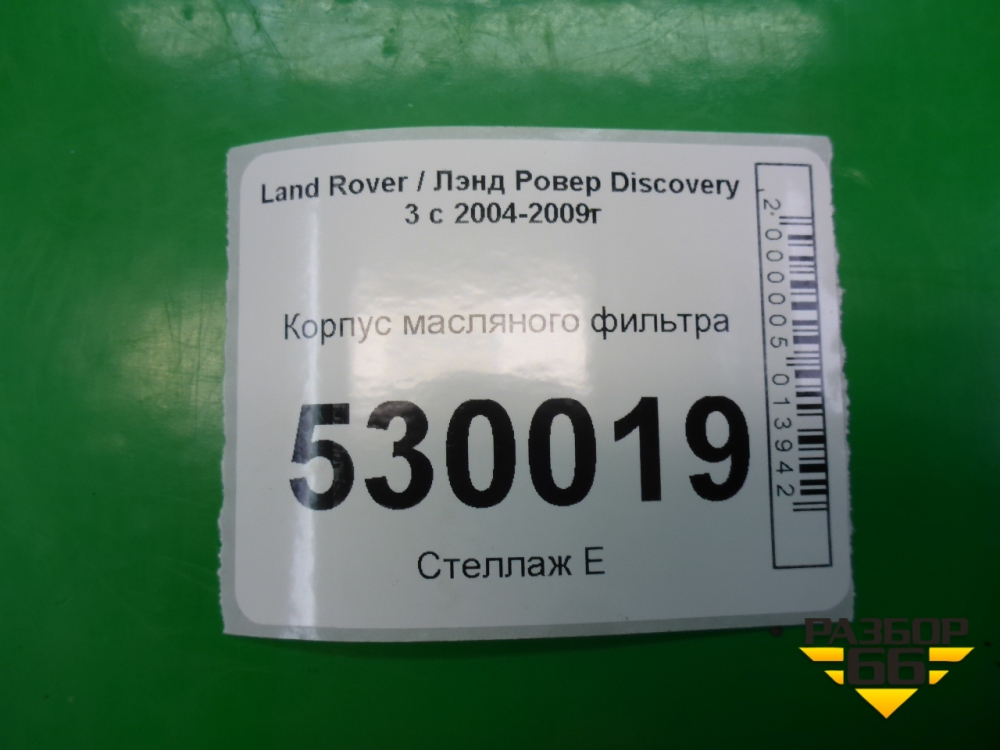 Land Rover / Лэнд Ровер Discovery
3 с 2004-2009г
Корпус масляного фильтра
530019
Стеллаж Е
2 000005 013942
РАЗБОР
66